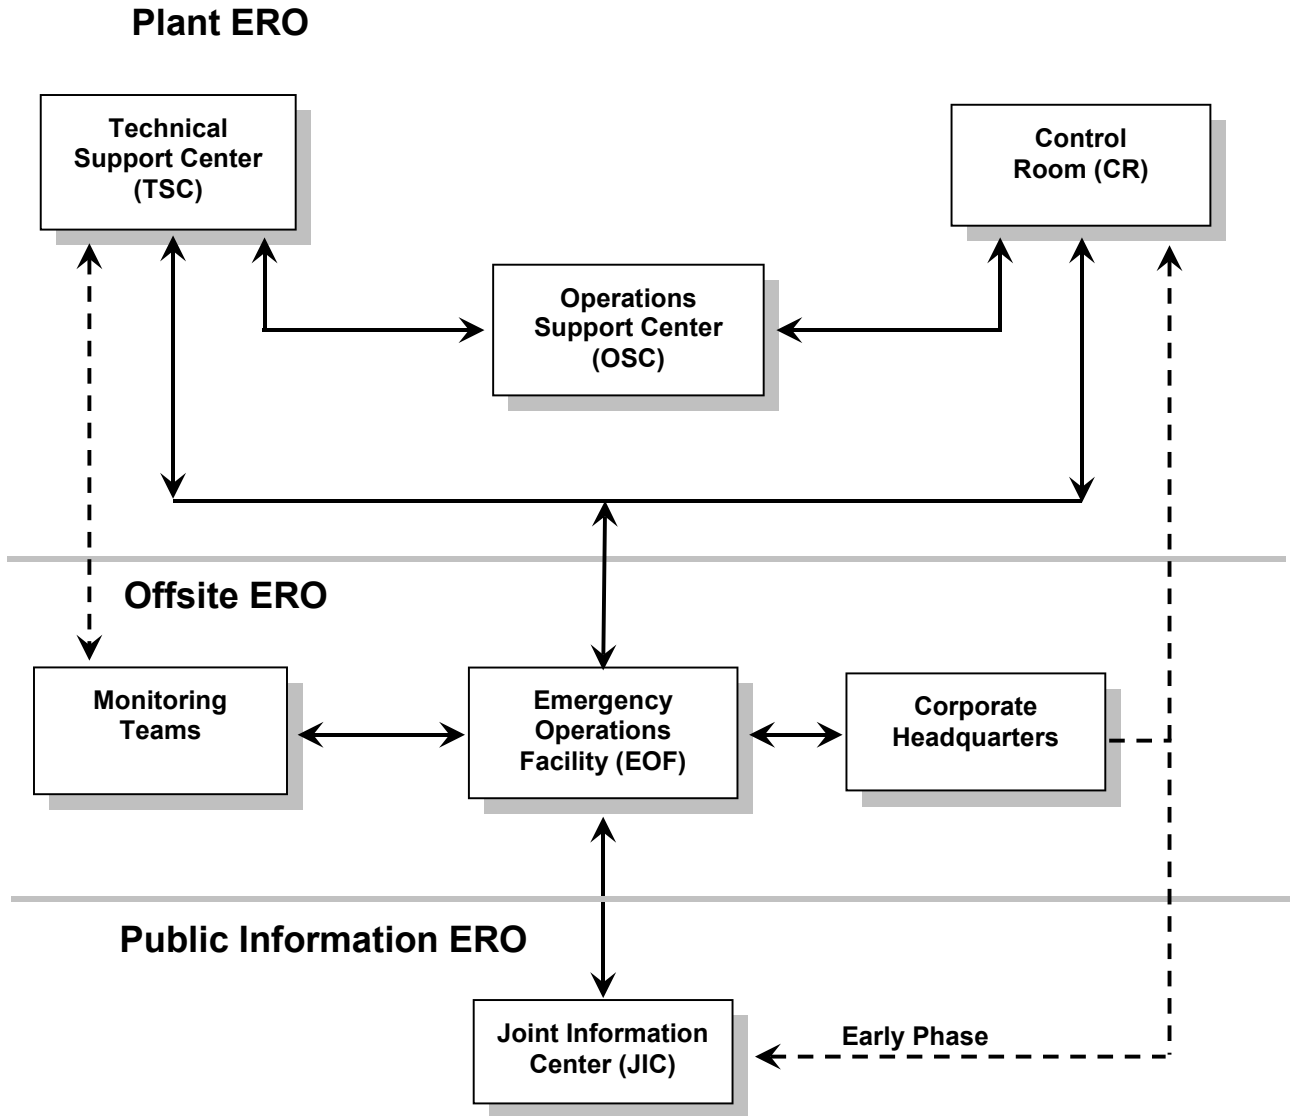 Plant ERO
Technical
Support Center
(TSC)
Control
Room (CR)
Operations
Support Center
(OSC)
Offsite ERO
Monitoring
Teams
Emergency
Operations
Facility (EOF)
Corporate
Headquarters
Public Information ERO
Joint Information
Center (JIC)
Early Phase